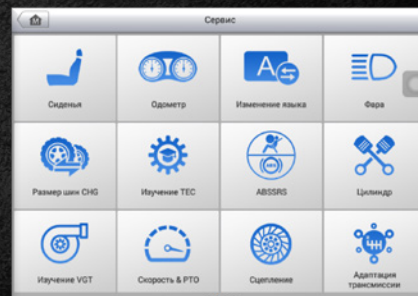 Сервис
Сиденья
Одометр
A
Изменение языка
Фара
Размер шин CHG
Изучение TEC
ABS
ABSSRS
Цилиндр
Изучение VGT
Скорость & PTO
Сцепление
Адаптация
трансмиссии